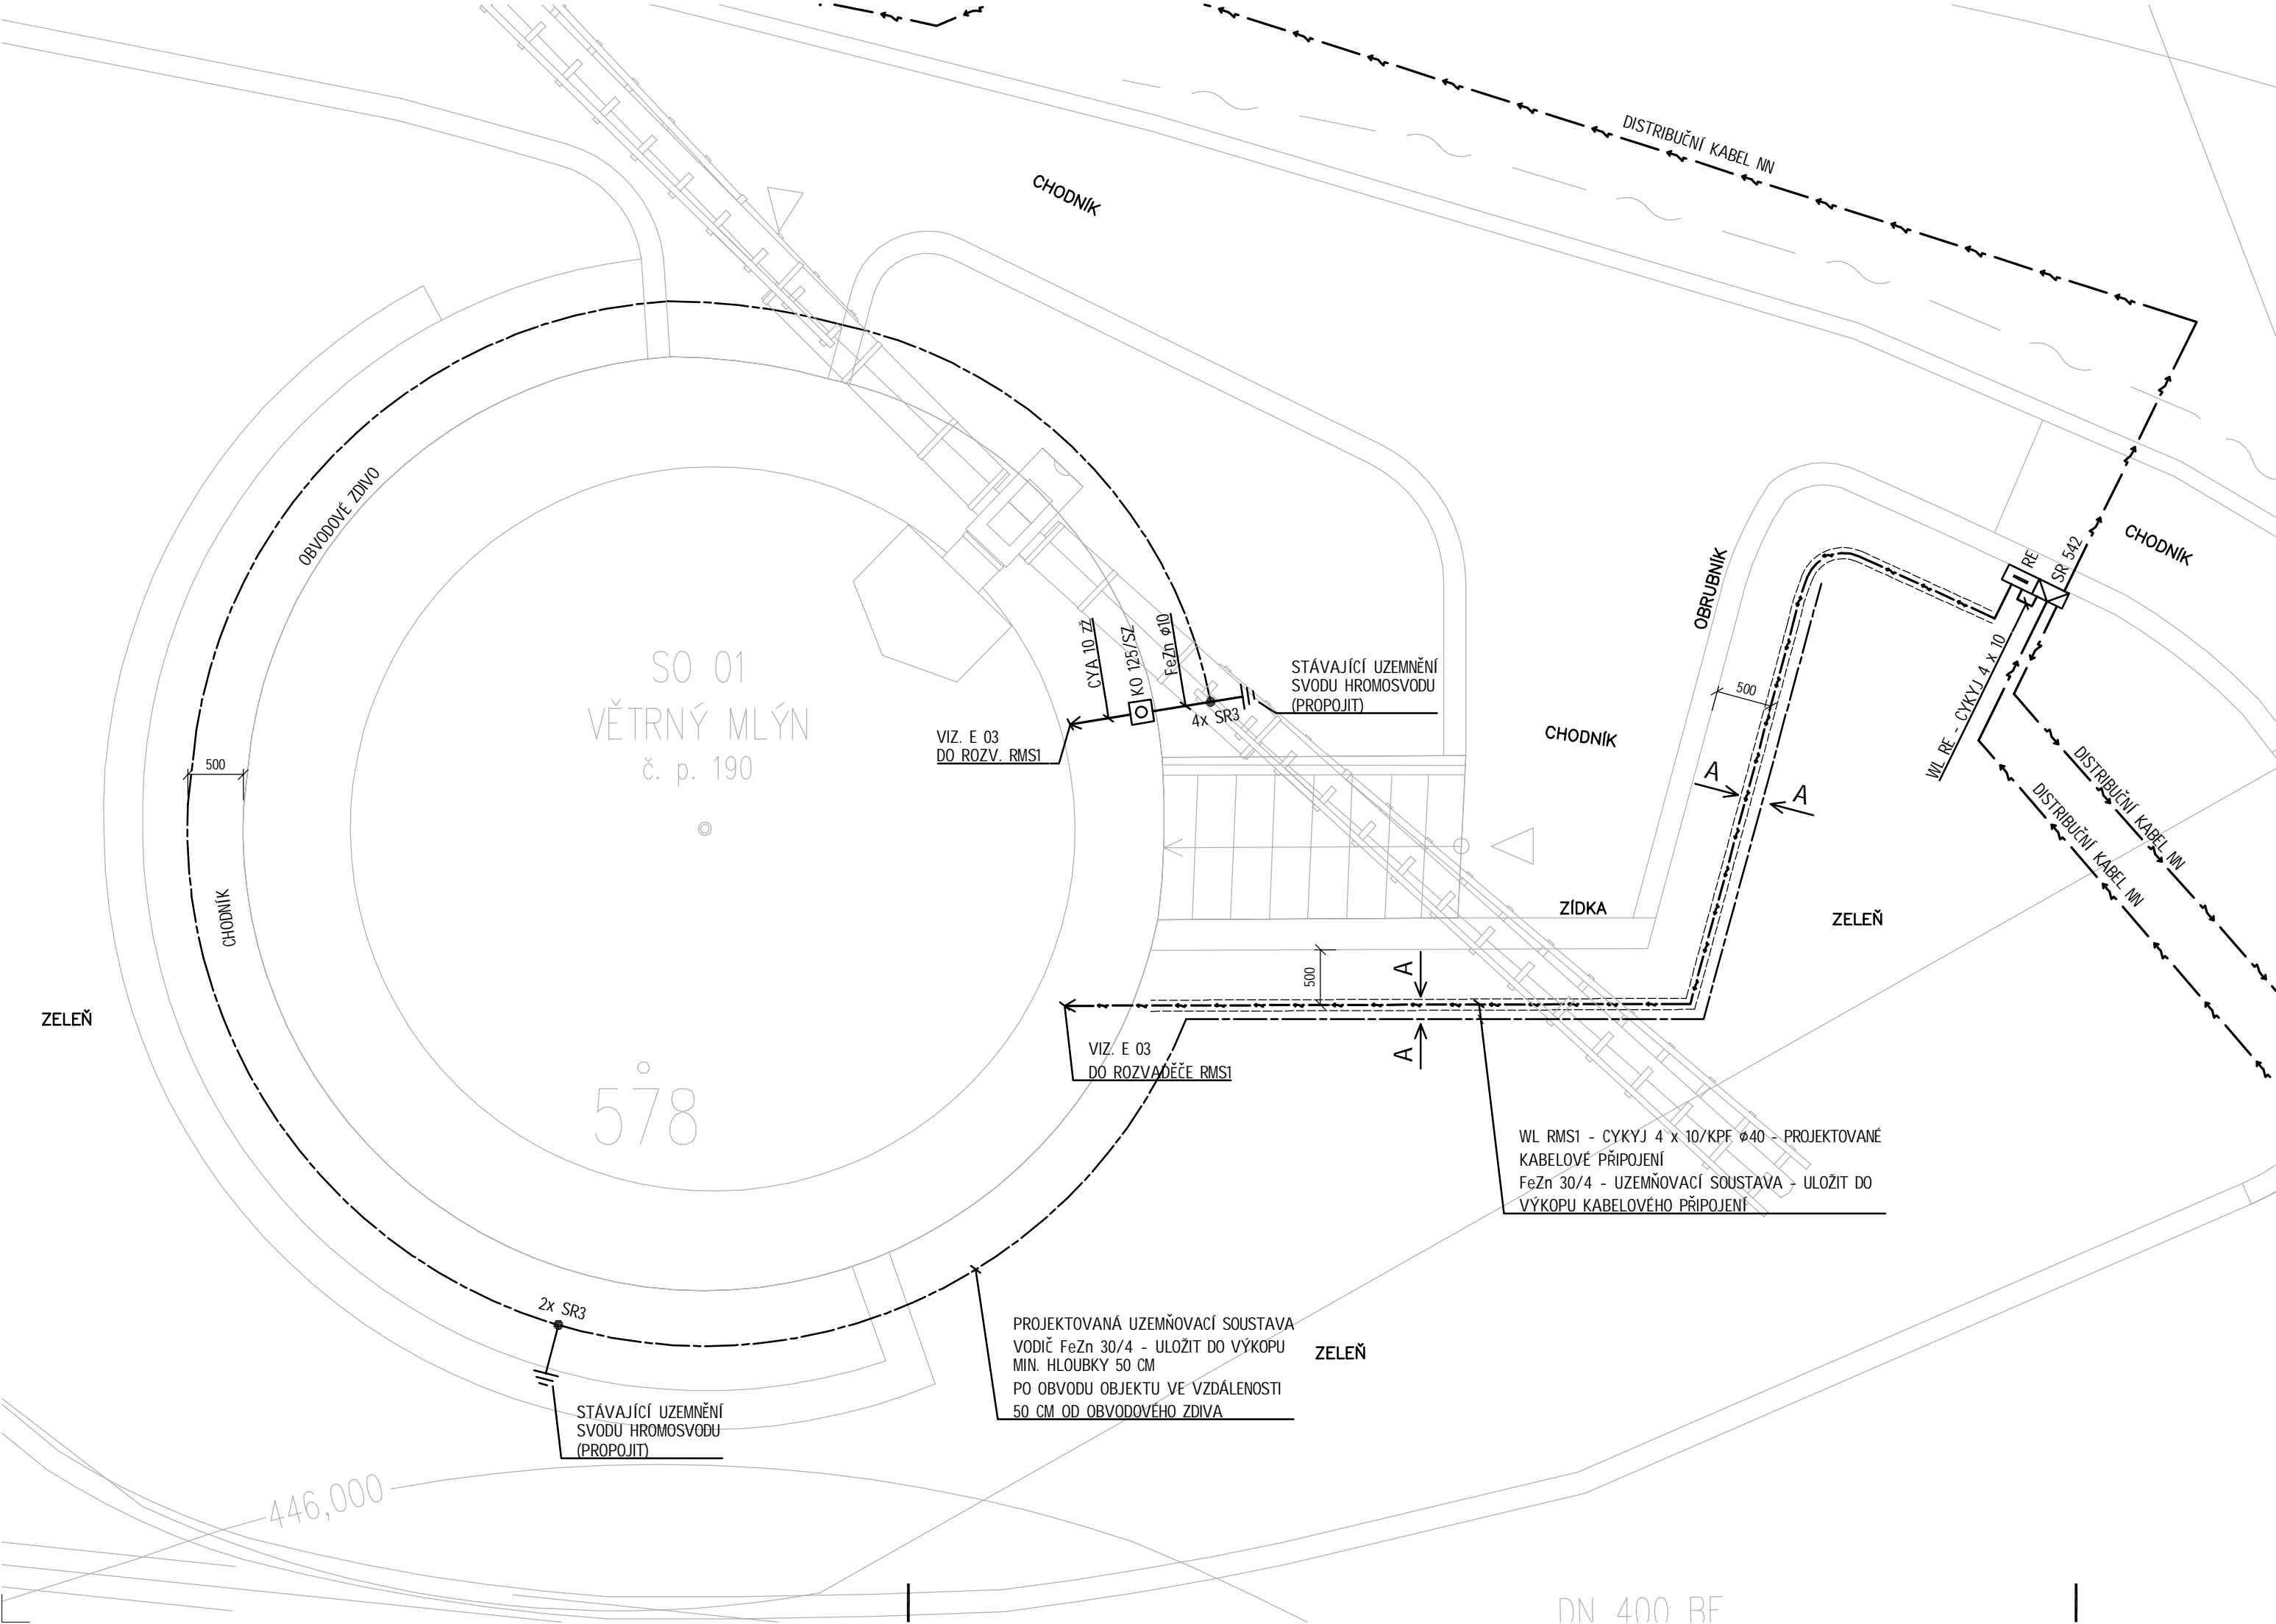 DISTRIBUČNÍ KABEL NN
CHODNÍK
OBVODOVÉ ZDIVO
OBRUBNÍK
RE
SR 542
CHODNÍK
SO 01
VĚTRNÝ MLÝN
č. p. 190
CYA 10 ZŽ
KO 125/SZ
FeZn ϕ10
4x SR3
STÁVAJÍCÍ UZEMNĚNÍ
SVODU HROMOSVODU
(PROPOJIT)
VIZ. E 03
DO ROZV. RMS1
500
500
CHODNÍK
WL RE - CYKYJ 4 x 10
A
A
DISTRIBUČNÍ KABEL NN
DISTRIBUČNÍ KABEL NN
CHODNÍK
ZÍDKA
ZELEŇ
500
A
A
ZELEŇ
VIZ. E 03
DO ROZVADĚČE RMS1
578
WL RMS1 - CYKYJ 4 x 10/KPF ϕ40 - PROJEKTOVANÉ
KABELOVÉ PŘIPOJENÍ
FeZn 30/4 - UZEMŇOVACÍ SOUSTAVA - ULOŽIT DO
VÝKOPU KABELOVÉHO PŘIPOJENÍ
2x SR3
PROJEKTOVANÁ UZEMŇOVACÍ SOUSTAVA
VODIČ FeZn 30/4 - ULOŽIT DO VÝKOPU
MIN. HLOUBKY 50 CM
PO OBVODU OBJEKTU VE VZDÁLENOSTI
50 CM OD OBVODOVÉHO ZDIVA
ZELEŇ
STÁVAJÍCÍ UZEMNĚNÍ
SVODU HROMOSVODU
(PROPOJIT)
446,000
DN 400 BE